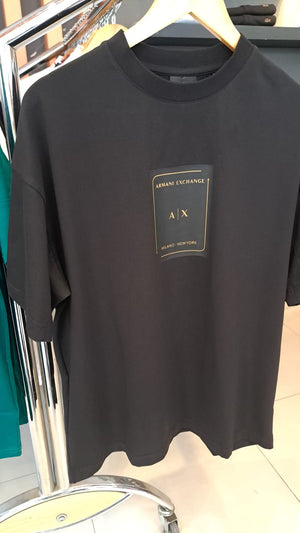 ARMANI EXCHANGE
A|X
MILANO NEW YORK